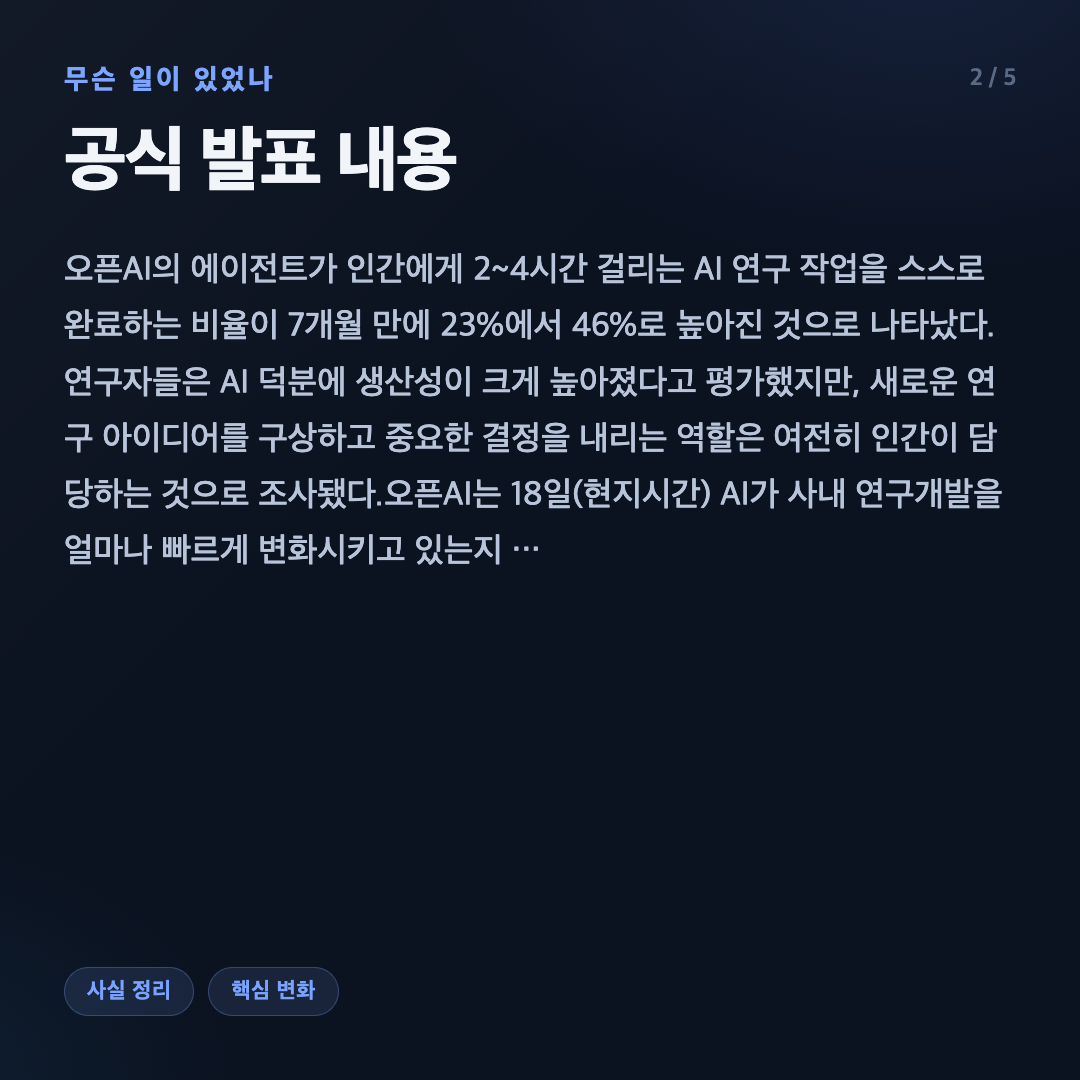 무슨 일이 있었나
2 / 5
공식 발표 내용
오픈AI의 에이전트가 인간에게 2~4시간 걸리는 AI 연구 작업을 스스로
완료하는 비율이 7개월 만에 23%에서 46%로 높아진 것으로 나타났다.
연구자들은 AI 덕분에 생산성이 크게 높아졌다고 평가했지만, 새로운 연
구 아이디어를 구상하고 중요한 결정을 내리는 역할은 여전히 인간이 담
당하는 것으로 조사됐다.오픈AI는 18일(현지시간) AI가 사내 연구개발을
얼마나 빠르게 변화시키고 있는지 …
사실 정리
핵심 변화